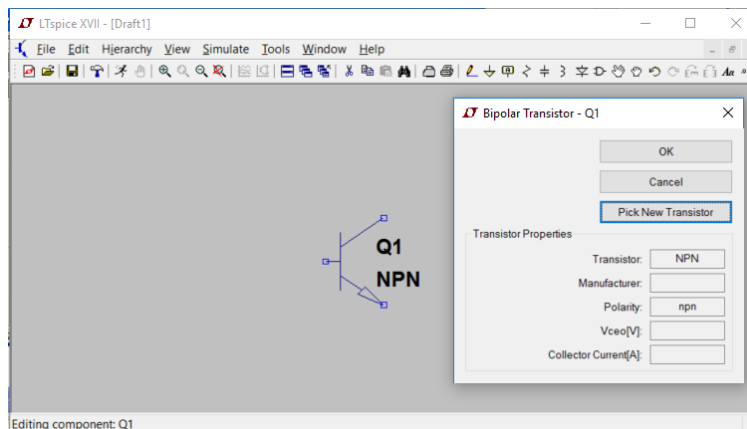 LTspice XVII - [Draft1]
File Edit Hierarchy View Simulate Tools Window Help
Aa
Bipolar Transistor - Q1
OK
Cancel
Pick New Transistor
Transistor Properties
Transistor: NPN
Manufacturer:
Polarity: npn
Vceo[V]:
Collector Current[A]:
Q1
NPN
Editing component: Q1